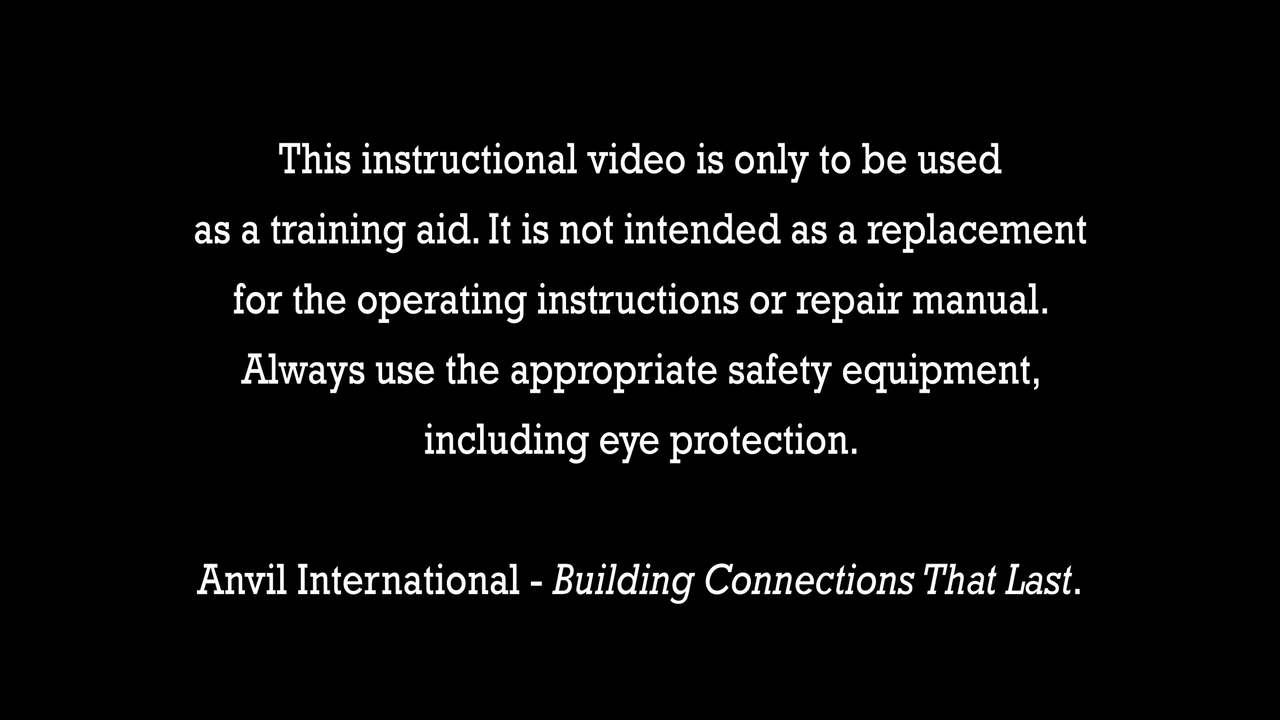 This instructional video is only to be used
as a training aid. It is not intended as a replacement
for the operating instructions or repair manual.
Always use the appropriate safety equipment,
including eye protection.
Anvil International - Building Connections That Last.